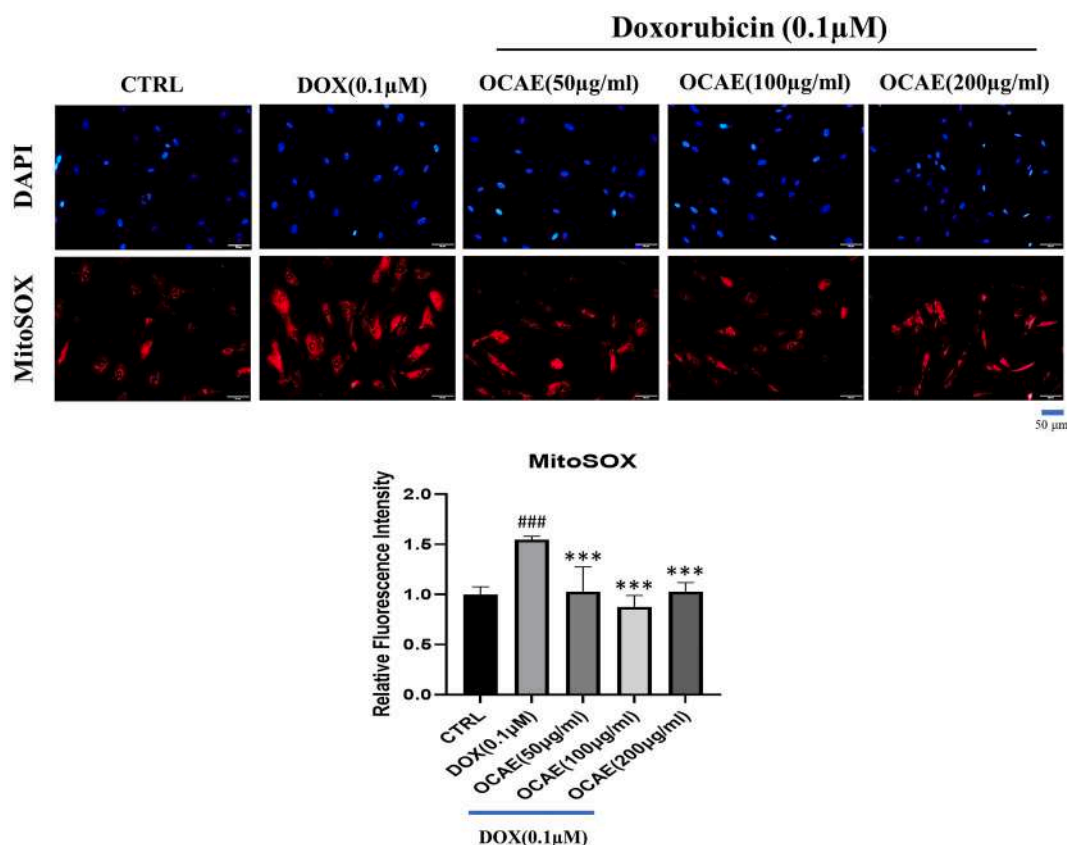 Doxorubicin (0.1µM)
CTRL DOX(0.1µM) OCAE(50µg/ml) OCAE(100µg/ml) OCAE(200µg/ml)
DAPI
MitoSOX
50 µm
MitoSOX
Relative Fluorescence Intensity
2.0
1.5
1.0
0.5
0.0
###
***
***
***
CTRL
DOX(0.1µM)
OCAE(50µg/ml)
OCAE(100µg/ml)
OCAE(200µg/ml)
DOX(0.1µM)